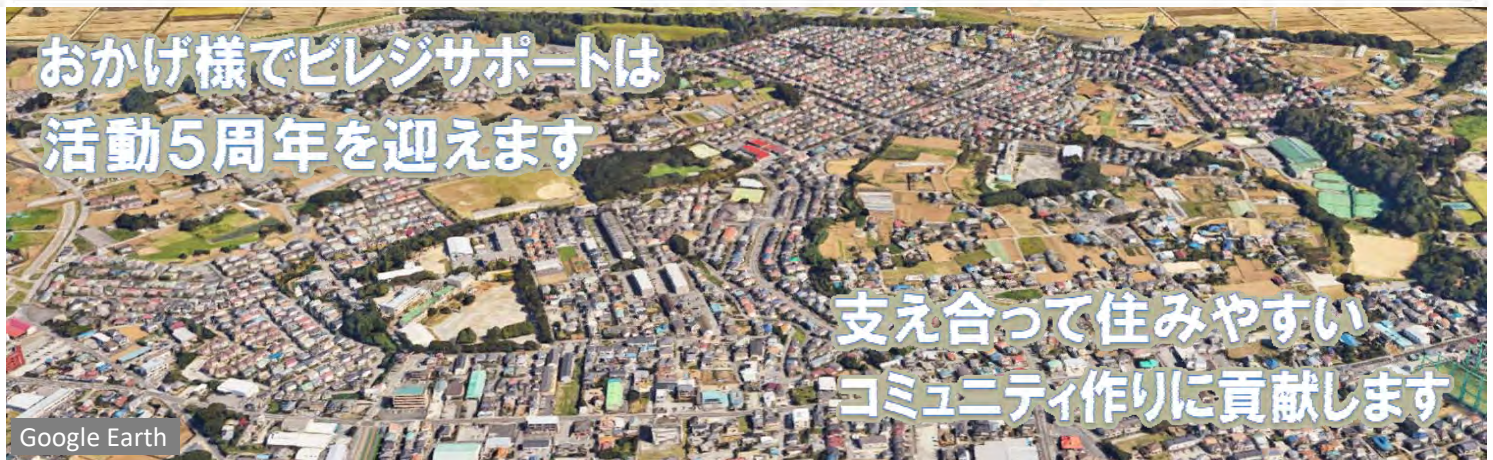 おかげ様でビレジサポートは
活動５周年を迎えます
支え合って住みやすい
コミュニティ作りに貢献します
Google Earth